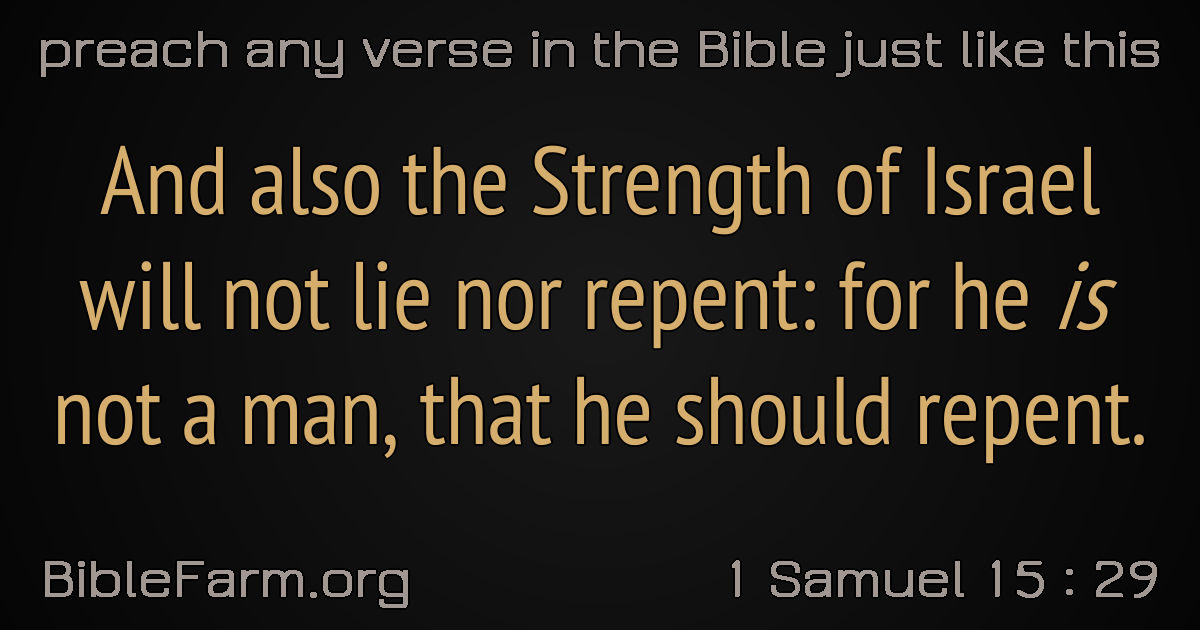 preach any verse in the Bible just like this
And also the Strength of Israel
will not lie nor repent: for he is
not a man, that he should repent.
BibleFarm.org
1 Samuel 15 : 29